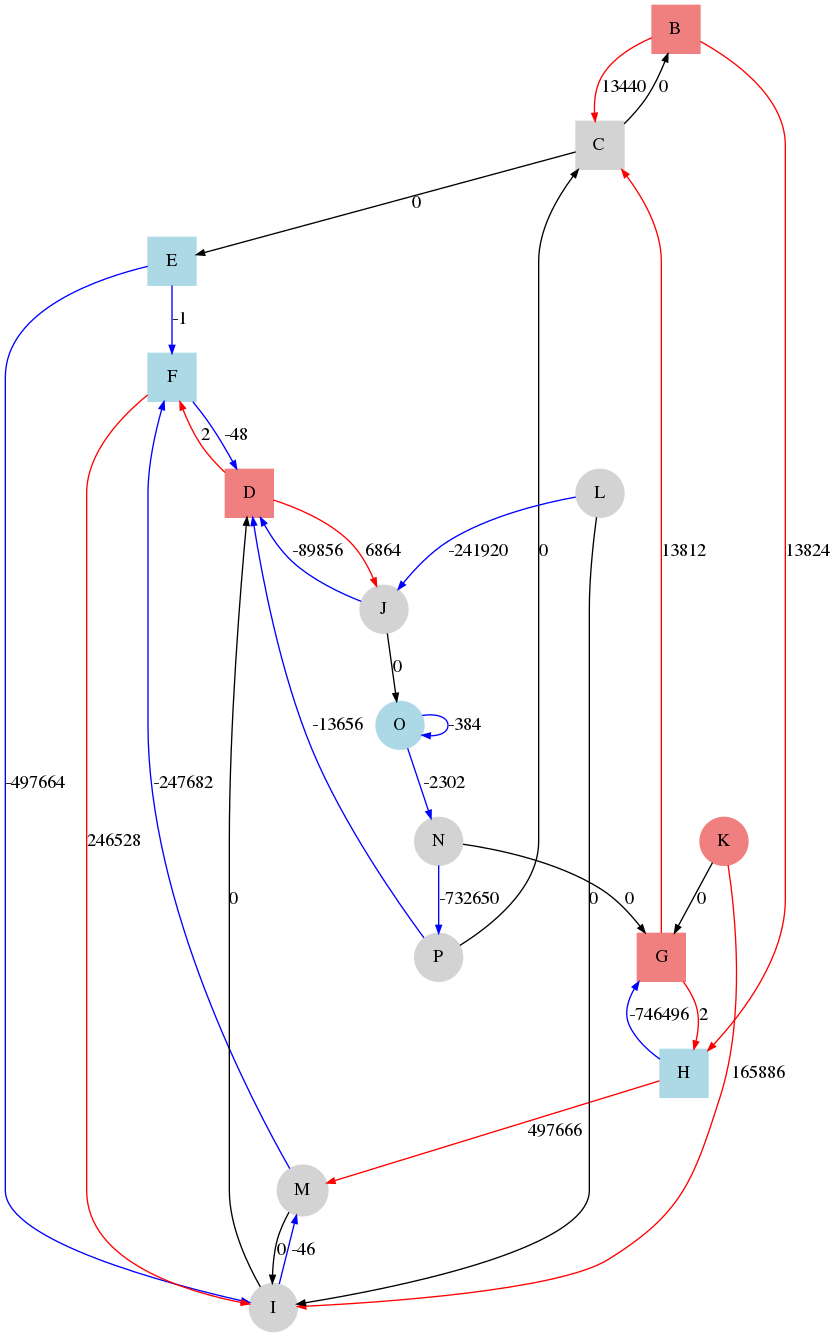 B
13440 0
C
0
E
-1
F
2 -48
D L
-89856 6864 -241920 0 13812 13824
J
0
O
-384
-13656
-497664 -247682 -2302
246528 N K
0 -732650 0 0 0
P G
-746496 2
H
165886
497666
M
0 -46
I